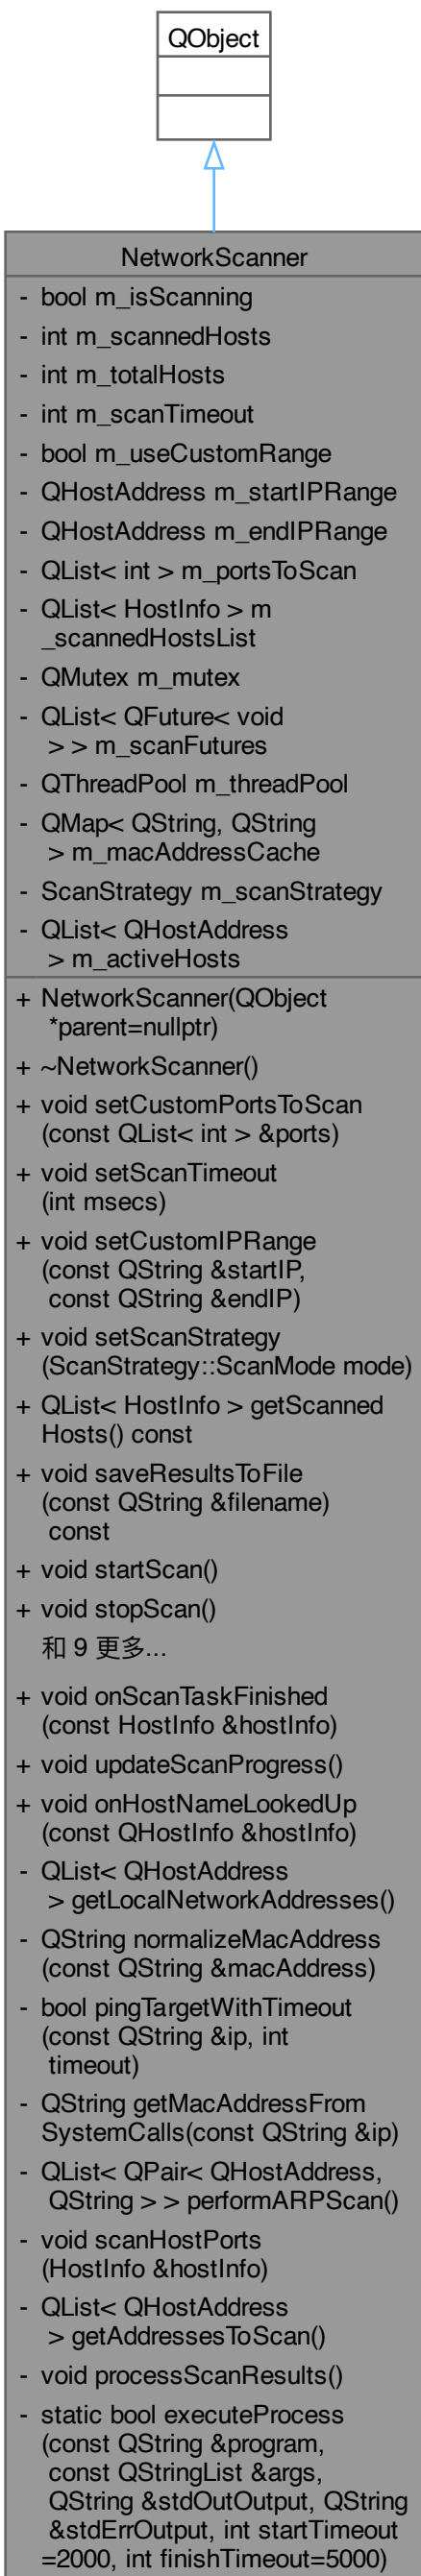 QObject
NetworkScanner
- bool m_isScanning
- int m_scannedHosts
- int m_totalHosts
- int m_scanTimeout
- bool m_useCustomRange
- QHostAddress m_startIPRange
- QHostAddress m_endIPRange
- QList< int > m_portsToScan
- QList< HostInfo > m
_scannedHostsList
- QMutex m_mutex
- QList< QFuture< void
> > m_scanFutures
- QThreadPool m_threadPool
- QMap< QString, QString
> m_macAddressCache
- ScanStrategy m_scanStrategy
- QList< QHostAddress
> m_activeHosts
+ NetworkScanner(QObject
*parent=nullptr)
+ ~NetworkScanner()
+ void setCustomPortsToScan
(const QList< int > &ports)
+ void setScanTimeout
(int msecs)
+ void setCustomIPRange
(const QString &startIP,
const QString &endIP)
+ void setScanStrategy
(ScanStrategy::ScanMode mode)
+ QList< HostInfo > getScanned
Hosts() const
+ void saveResultsToFile
(const QString &filename)
const
+ void startScan()
+ void stopScan()
和 9 更多...
+ void onScanTaskFinished
(const HostInfo &hostInfo)
+ void updateScanProgress()
+ void onHostNameLookedUp
(const QHostInfo &hostInfo)
- QList< QHostAddress
> getLocalNetworkAddresses()
- QString normalizeMacAddress
(const QString &macAddress)
- bool pingTargetWithTimeout
(const QString &ip, int
timeout)
- QString getMacAddressFrom
SystemCalls(const QString &ip)
- QList< QPair< QHostAddress,
QString > > performARPScan()
- void scanHostPorts
(HostInfo &hostInfo)
- QList< QHostAddress
> getAddressesToScan()
- void processScanResults()
- static bool executeProcess
(const QString &program,
const QStringList &args,
QString &stdOutOutput, QString
&stdErrOutput, int startTimeout
=2000, int finishTimeout=5000)